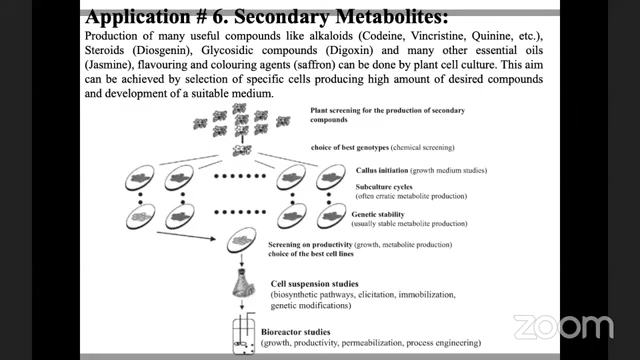 Application # 6. Secondary Metabolites:
Production of many useful compounds like alkaloids (Codeine, Vincristine, Quinine, etc.),
Steroids (Diosgenin), Glycosidic compounds (Digoxin) and many other essential oils
(Jasmine), flavouring and colouring agents (saffron) can be done by plant cell culture. This aim
can be achieved by selection of specific cells producing high amount of desired compounds
and development of a suitable medium.
Plant screening for the production of secondary
compounds
choice of best genotypes (chemical screening)
Callus initiation (growth medium studies)
Subculture cycles
(often erratic metabolite production)
Genetic stability
(usually stable metabolite production)
Screening on productivity (growth, metabolite production)
choice of the best cell lines
Cell suspension studies
(biosynthetic pathways, elicitation, immobilization,
genetic modifications)
Bioreactor studies
(growth, productivity, permeabilization, process engineering)
zoom